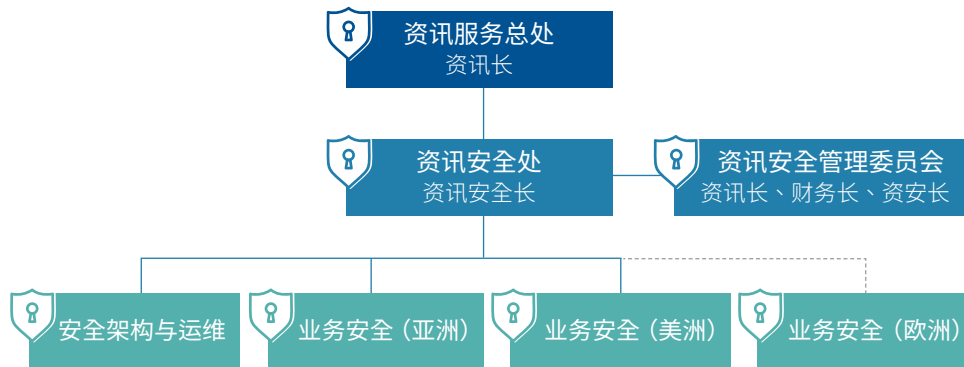 资讯服务总处
资讯长
资讯安全处
资讯安全长
资讯安全管理委员会
资讯长、财务长、资安长
安全架构与运维
业务安全（亚洲）
业务安全（美洲）
业务安全（欧洲）